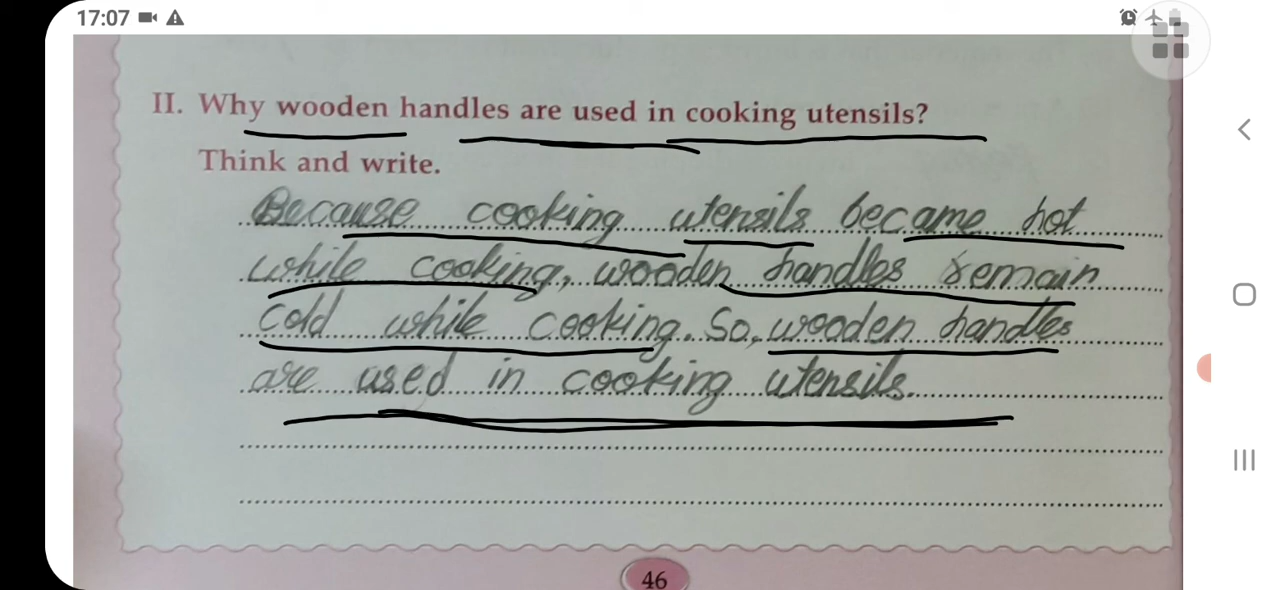 17:07
II. Why wooden handles are used in cooking utensils?
Think and write.
Because cooking utensils became hot
while cooking, wooden handles remain
cold while cooking. So, wooden handles
are used in cooking utensils.
46